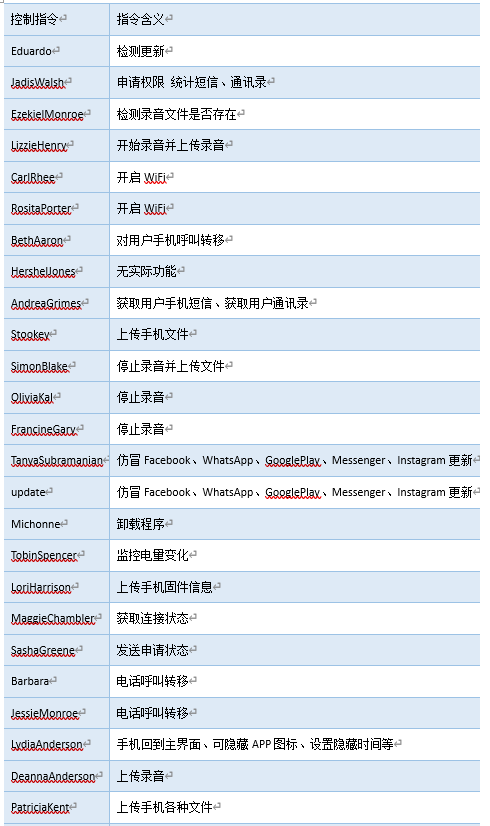 控制指令 指令含义
Eduardo 检测更新
JadisWalsh 申请权限 统计短信、通讯录
EzekielMonroe 检测录音文件是否存在
LizzieHenry 开始录音并上传录音
CarlRhee 开启 WiFi
RositaPorter 开启 WiFi
BethAaron 对用户手机呼叫转移
HershelJones 无实际功能
AndreaGrimes 获取用户手机短信、获取用户通讯录
Stookey 上传手机文件
SimonBlake 停止录音并上传文件
OliviaKal 停止录音
FrancineGary 停止录音
TanyaSubramanian 仿冒 Facebook、WhatsApp、GooglePlay、Messenger、Instagram 更新
update 仿冒 Facebook、WhatsApp、GooglePlay、Messenger、Instagram 更新
Michonne 卸载程序
TobinSpencer 监控电量变化
LoriHarrison 上传手机固件信息
MaggieChambler 获取连接状态
SashaGreene 发送申请状态
Barbara 电话呼叫转移
JessieMonroe 电话呼叫转移
LydiaAnderson 手机回到主界面、可隐藏 APP 图标、设置隐藏时间等
DeannaAnderson 上传录音
PatriciaKent 上传手机各种文件